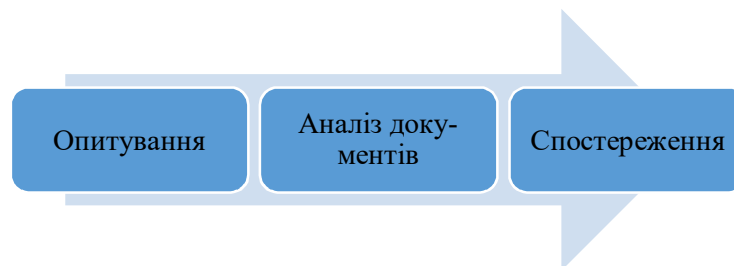 Опитування
Аналіз доку-
ментів
Спостереження